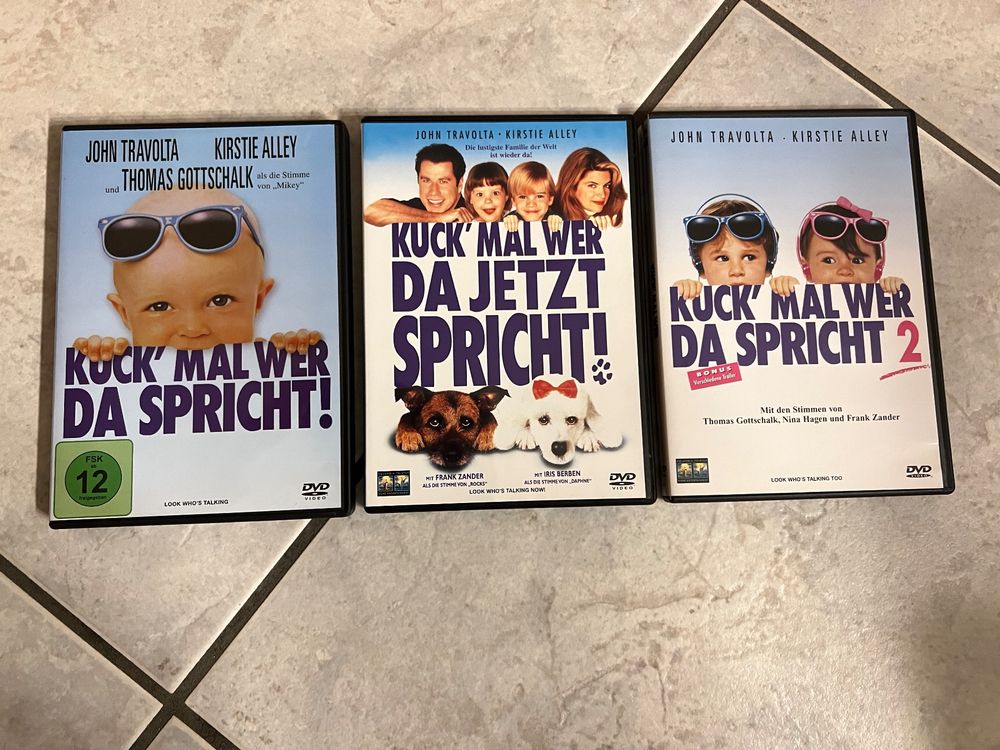 JOHN TRAVOLTA KIRSTIE ALLEY
und THOMAS GOTTSCHALK als die Stimme
von „Mikey"
KUCK' MAL WER
DA SPRICHT!
FSK
ab
12
freigegeben
LOOK WHO'S TALKING
DVD
VIDEO
JOHN TRAVOLTA · KIRSTIE ALLEY
Die lustigste Familie der Welt
ist wieder da!
KUCK' MAL WER
DA JETZT
SPRICHT!
MIT FRANK ZANDER
ALS DIE STIMME VON „ROCKS"
MIT IRIS BERBEN
ALS DIE STIMME VON „DAPHNE"
LOOK WHO'S TALKING NOW!
DVD
VIDEO
JOHN TRAVOLTA · KIRSTIE ALLEY
KUCK' MAL WER
DA SPRICHT 2
BONUS
Verschiedene Trailer
Mit den Stimmen von
Thomas Gottschalk, Nina Hagen und Frank Zander
LOOK WHO'S TALKING TOO
DVD
VIDEO